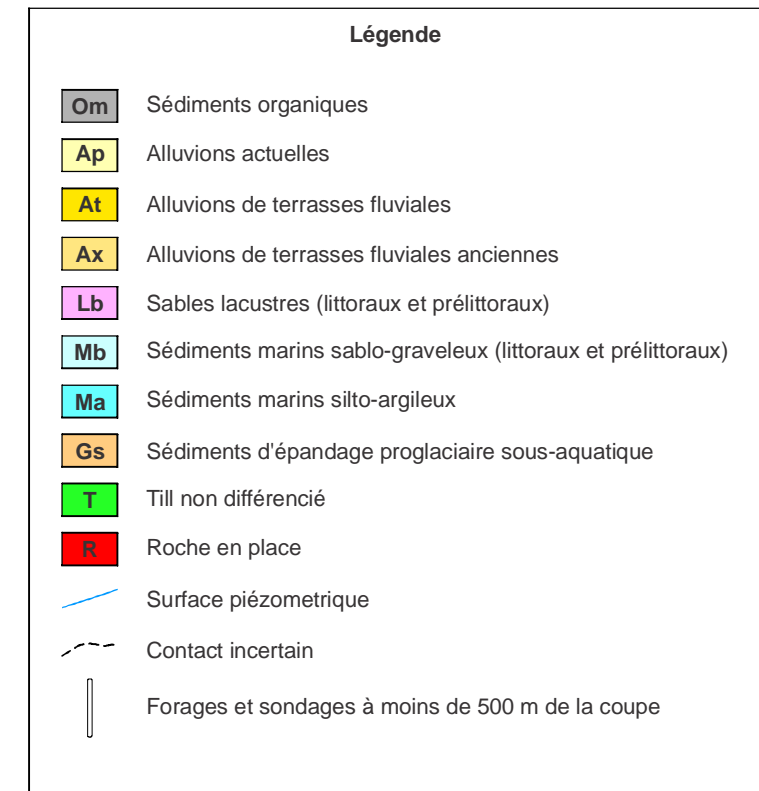 Légende
Om Sédiments organiques
Ap Alluvions actuelles
At Alluvions de terrasses fluviales
Ax Alluvions de terrasses fluviales anciennes
Lb Sables lacustres (littoraux et prélittoraux)
Mb Sédiments marins sablo-graveleux (littoraux et prélittoraux)
Ma Sédiments marins silto-argileux
Gs Sédiments d'épandage proglaciaire sous-aquatique
T Till non différencié
R Roche en place
Surface piézometrique
Contact incertain
Forages et sondages à moins de 500 m de la coupe